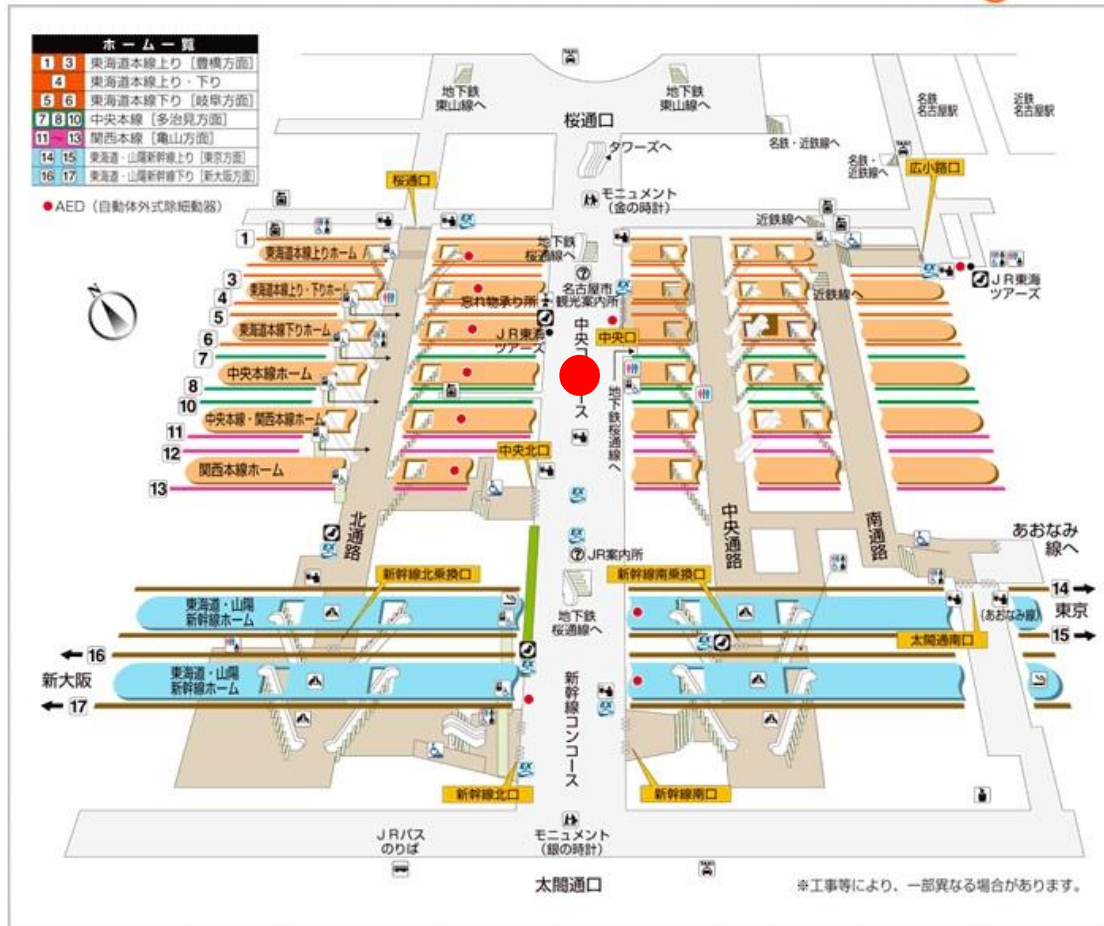 ホーム一覧
1 3 東海道本線上り [豊橋方面]
4 東海道本線上り・下り
5 6 東海道本線下り [岐阜方面]
7 8 10 中央本線 [多治見方面]
11~13 関西本線 [亀山方面]
14 15 東海道・山陽新幹線上り [東京方面]
16 17 東海道・山陽新幹線下り [新大阪方面]
●AED(自動体外式除細動器)
N
TAXI
地下鉄
東山線へ
桜通口
地下鉄
東山線へ
名鉄
名古屋駅
近鉄
名古屋駅
名鉄・近鉄線へ
TAXI
名鉄・
近鉄線へ
タワーズへ
広小路口
桜通口
モニュメント
(金の時計)
近鉄線へ
EX
1
東海道本線上りホーム
地下鉄
桜通線へ
EX
JR東海
ツアーズ
近鉄線へ
3
東海道本線上り・下りホーム
4
名古屋市
観光案内所
EX
忘れ物承り所
5
東海道本線下りホーム
6
JR東海
ツアーズ
中央口
7
中央本線ホーム
8
10
中央本線・関西本線ホーム
11
12
関西本線ホーム
13
中央コース
地下鉄桜通線へ
中央北口
EX
北通路
EX
中央通路
南通路
あおなみ
線へ
EX
JR案内所
新幹線北乗換口
新幹線南乗換口
地下鉄
桜通線へ
東海道・山陽
新幹線ホーム
14
(あおなみ線)
東京
15
太閤通南口
16
新大阪
17
東海道・山陽
新幹線ホーム
EX
EX
EX
新幹線コンコース
EX
新幹線北口
新幹線南口
JRバス
のりば
モニュメント
(銀の時計)
太閤通口
TAXI
※工事等により、一部異なる場合があります。